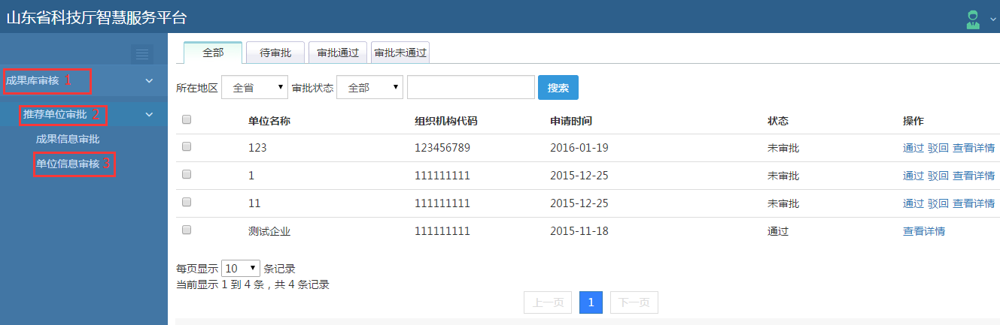 山东省科技厅智慧服务平台
成果库审核 1
推荐单位审批 2
成果信息审批
单位信息审核 3
全部 待审批 审批通过 审批未通过
所在地区 全省 审批状态 全部 搜索
单位名称 组织机构代码 申请时间 状态 操作
123 123456789 2016-01-19 未审批 通过 驳回 查看详情
1 111111111 2015-12-25 未审批 通过 驳回 查看详情
11 111111111 2015-12-25 未审批 通过 驳回 查看详情
测试企业 111111111 2015-11-18 通过 查看详情
每页显示 10 条记录
当前显示 1 到 4 条，共 4 条记录
上一页 1 下一页